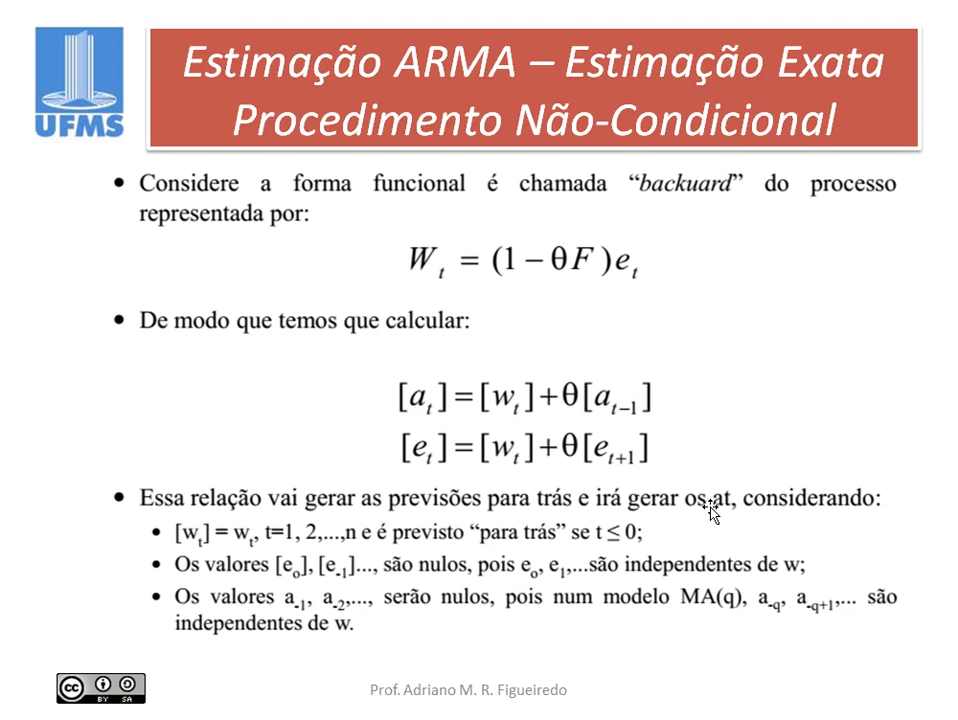 UFMS
Estimação ARMA – Estimação Exata
Procedimento Não-Condicional
• Considere a forma funcional é chamada “backuard” do processo
representada por:
W_t = (1 − θF)e_t
• De modo que temos que calcular:
[a_t] = [w_t] + θ[a_{t−1}]
[e_t] = [w_t] + θ[e_{t+1}]
• Essa relação vai gerar as previsões para trás e irá gerar os at, considerando:
• [w_t] = w_t, t=1, 2,...,n e é previsto “para trás” se t ≤ 0;
• Os valores [e_o], [e_{-1}]..., são nulos, pois e_o, e_1,...são independentes de w;
• Os valores a_{-1}, a_{-2},..., serão nulos, pois num modelo MA(q), a_{-q}, a_{-q+1},... são
independentes de w.
cc BY SA
Prof. Adriano M. R. Figueiredo